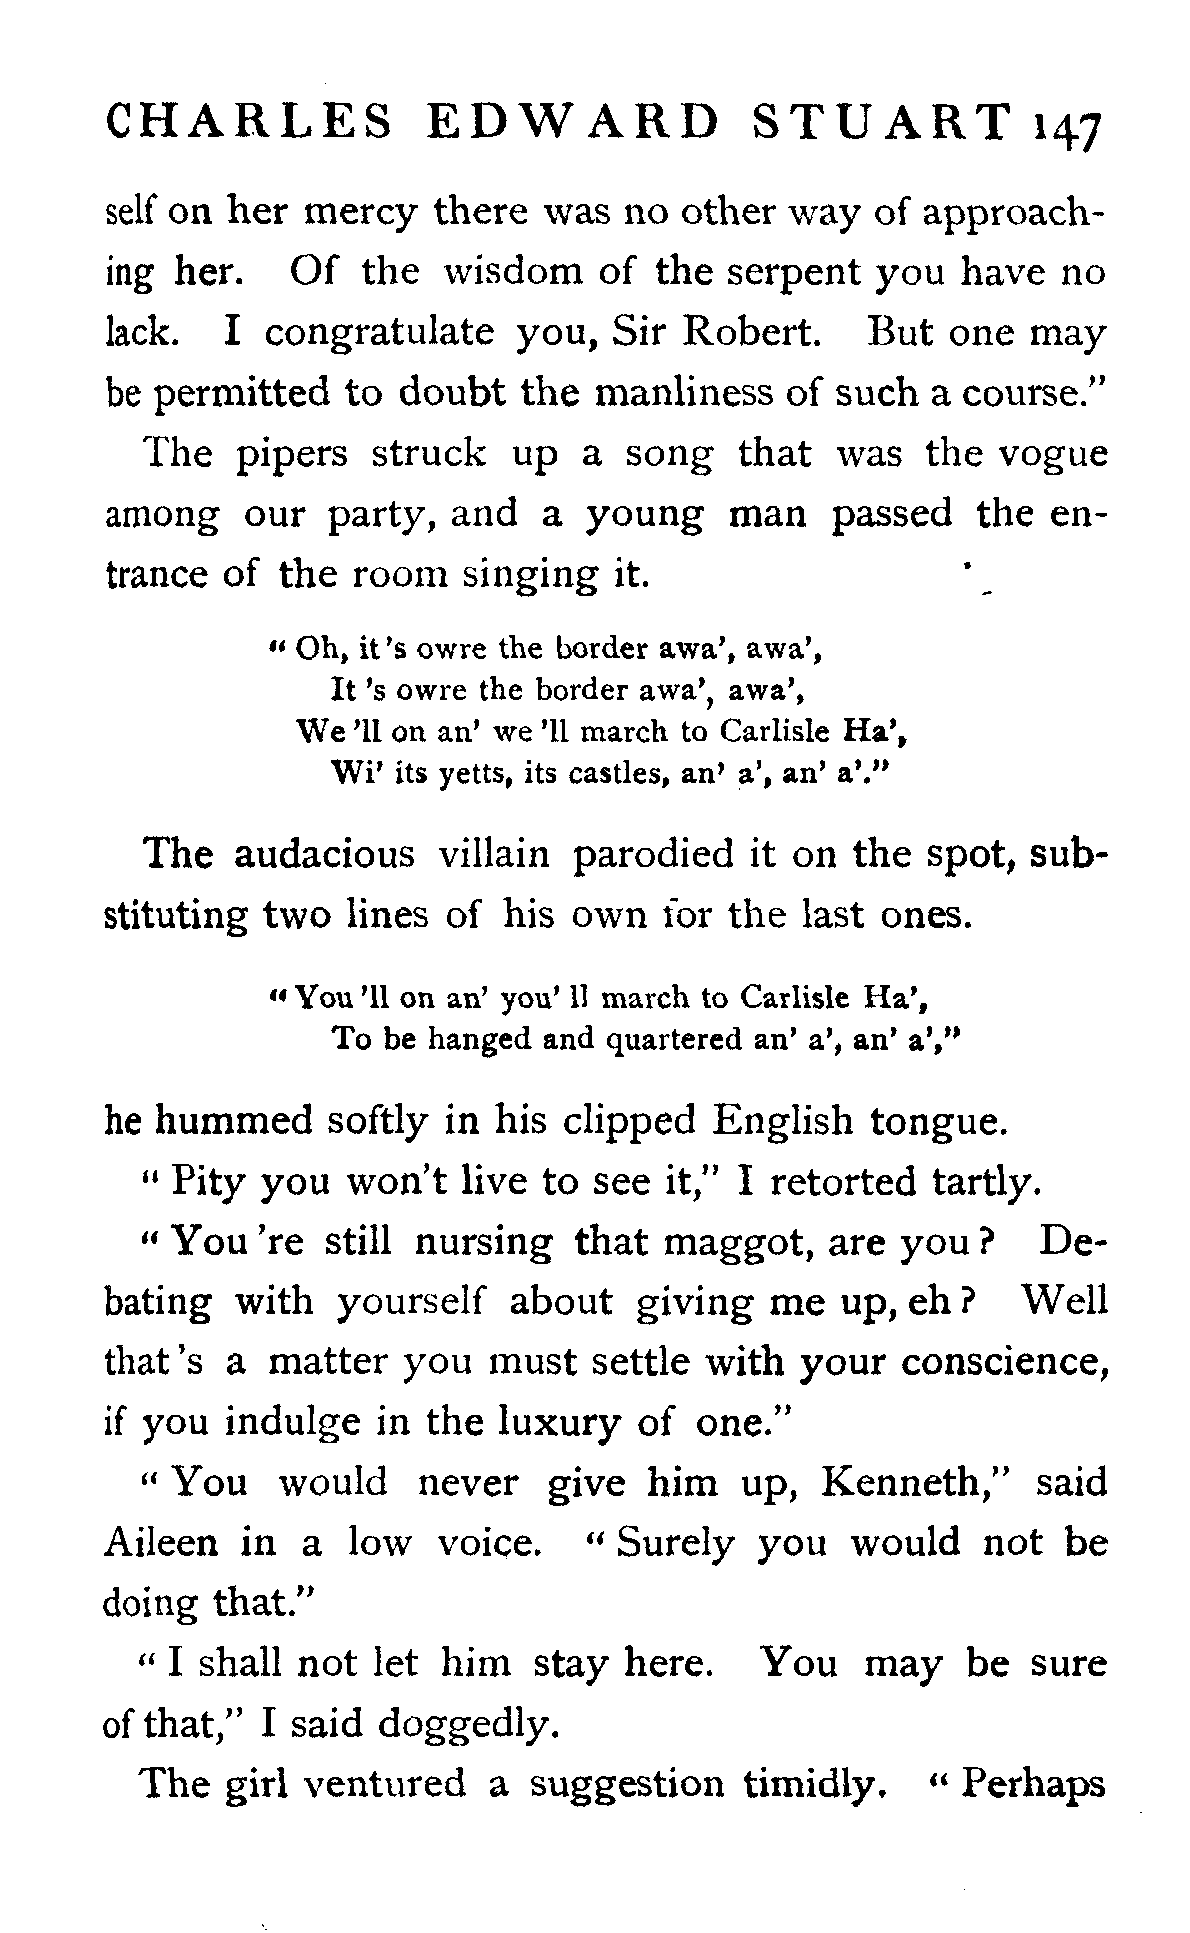 CHARLES EDWARD STUART 147
self on her mercy there was no other way of approach-
ing her. Of the wisdom of the serpent you have no
lack. I congratulate you, Sir Robert. But one may
be permitted to doubt the manliness of such a course."
The pipers struck up a song that was the vogue
among our party, and a young man passed the en-
trance of the room singing it.
" Oh, it 's owre the border awa', awa',
It 's owre the border awa', awa',
We 'll on an' we 'll march to Carlisle Ha',
Wi' its yetts, its castles, an' a', an' a'."
The audacious villain parodied it on the spot, sub-
stituting two lines of his own for the last ones.
" You 'll on an' you' ll march to Carlisle Ha',
To be hanged and quartered an' a', an' a',"
he hummed softly in his clipped English tongue.
" Pity you won't live to see it," I retorted tartly.
" You 're still nursing that maggot, are you ? De-
bating with yourself about giving me up, eh ? Well
that 's a matter you must settle with your conscience,
if you indulge in the luxury of one."
" You would never give him up, Kenneth," said
Aileen in a low voice. " Surely you would not be
doing that."
" I shall not let him stay here. You may be sure
of that," I said doggedly.
The girl ventured a suggestion timidly. " Perhaps